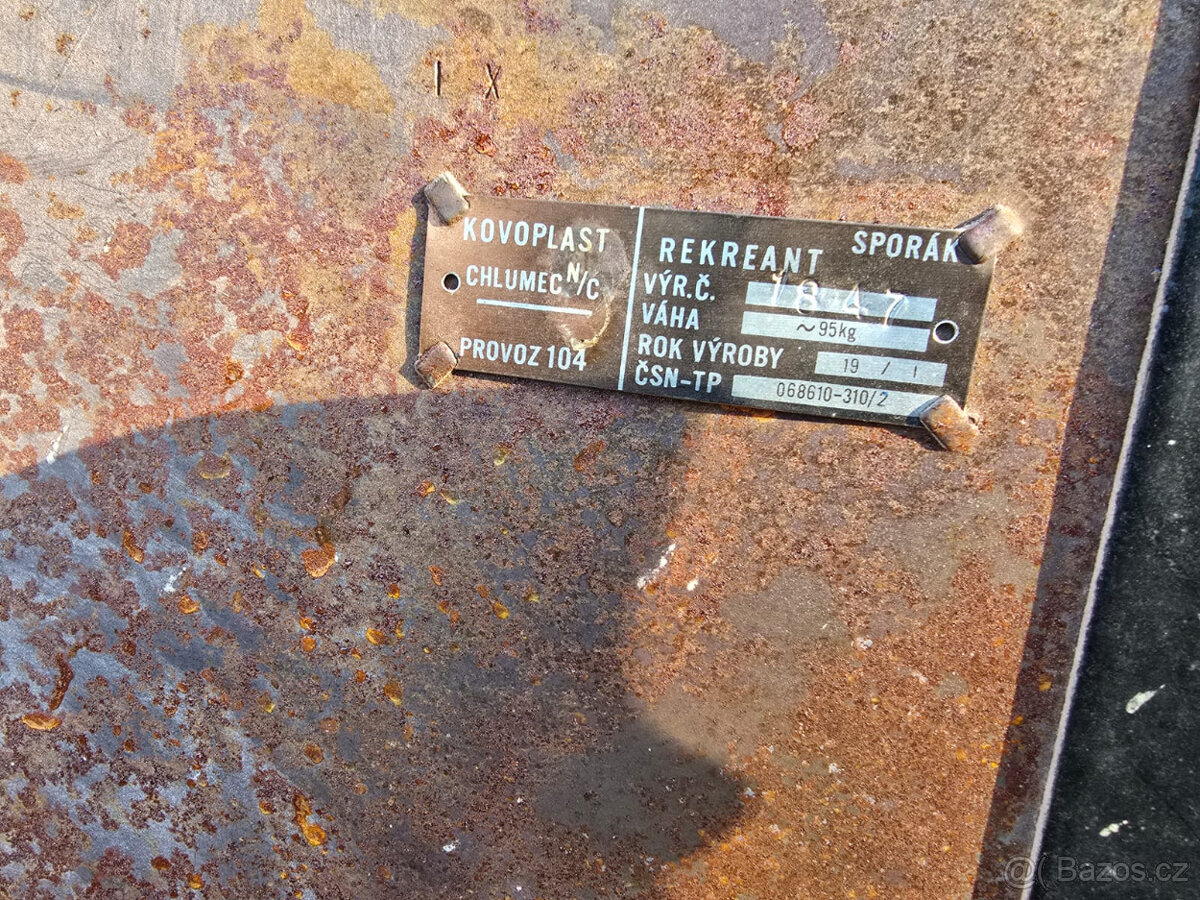 I X
KOVOPLAST
CHLUMEC N/C
PROVOZ 104
REKREANT SPORÁK
VÝR.Č. 1847
VÁHA ~95kg
ROK VÝROBY 19 / I
ČSN-TP 068610-310/2
Bazos.cz